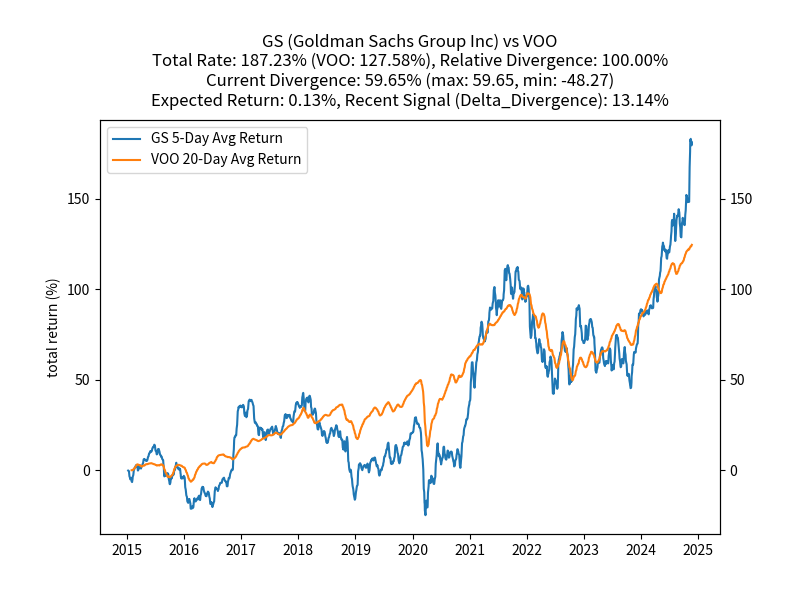 GS (Goldman Sachs Group Inc) vs VOO
Total Rate: 187.23% (VOO: 127.58%), Relative Divergence: 100.00%
Current Divergence: 59.65% (max: 59.65, min: -48.27)
Expected Return: 0.13%, Recent Signal (Delta_Divergence): 13.14%
GS 5-Day Avg Return
VOO 20-Day Avg Return
total return (%)
150
100
50
0
150
100
50
0
2015 2016 2017 2018 2019 2020 2021 2022 2023 2024 2025